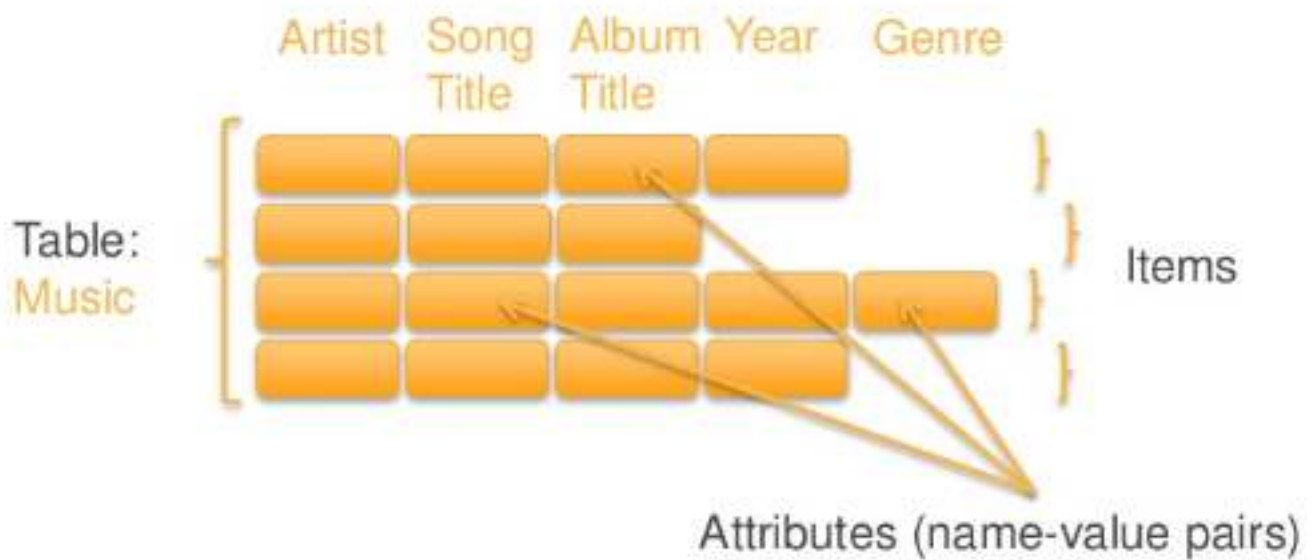 Artist Song Album Year Genre
Title Title
Table:
Music
Items
Attributes (name-value pairs)